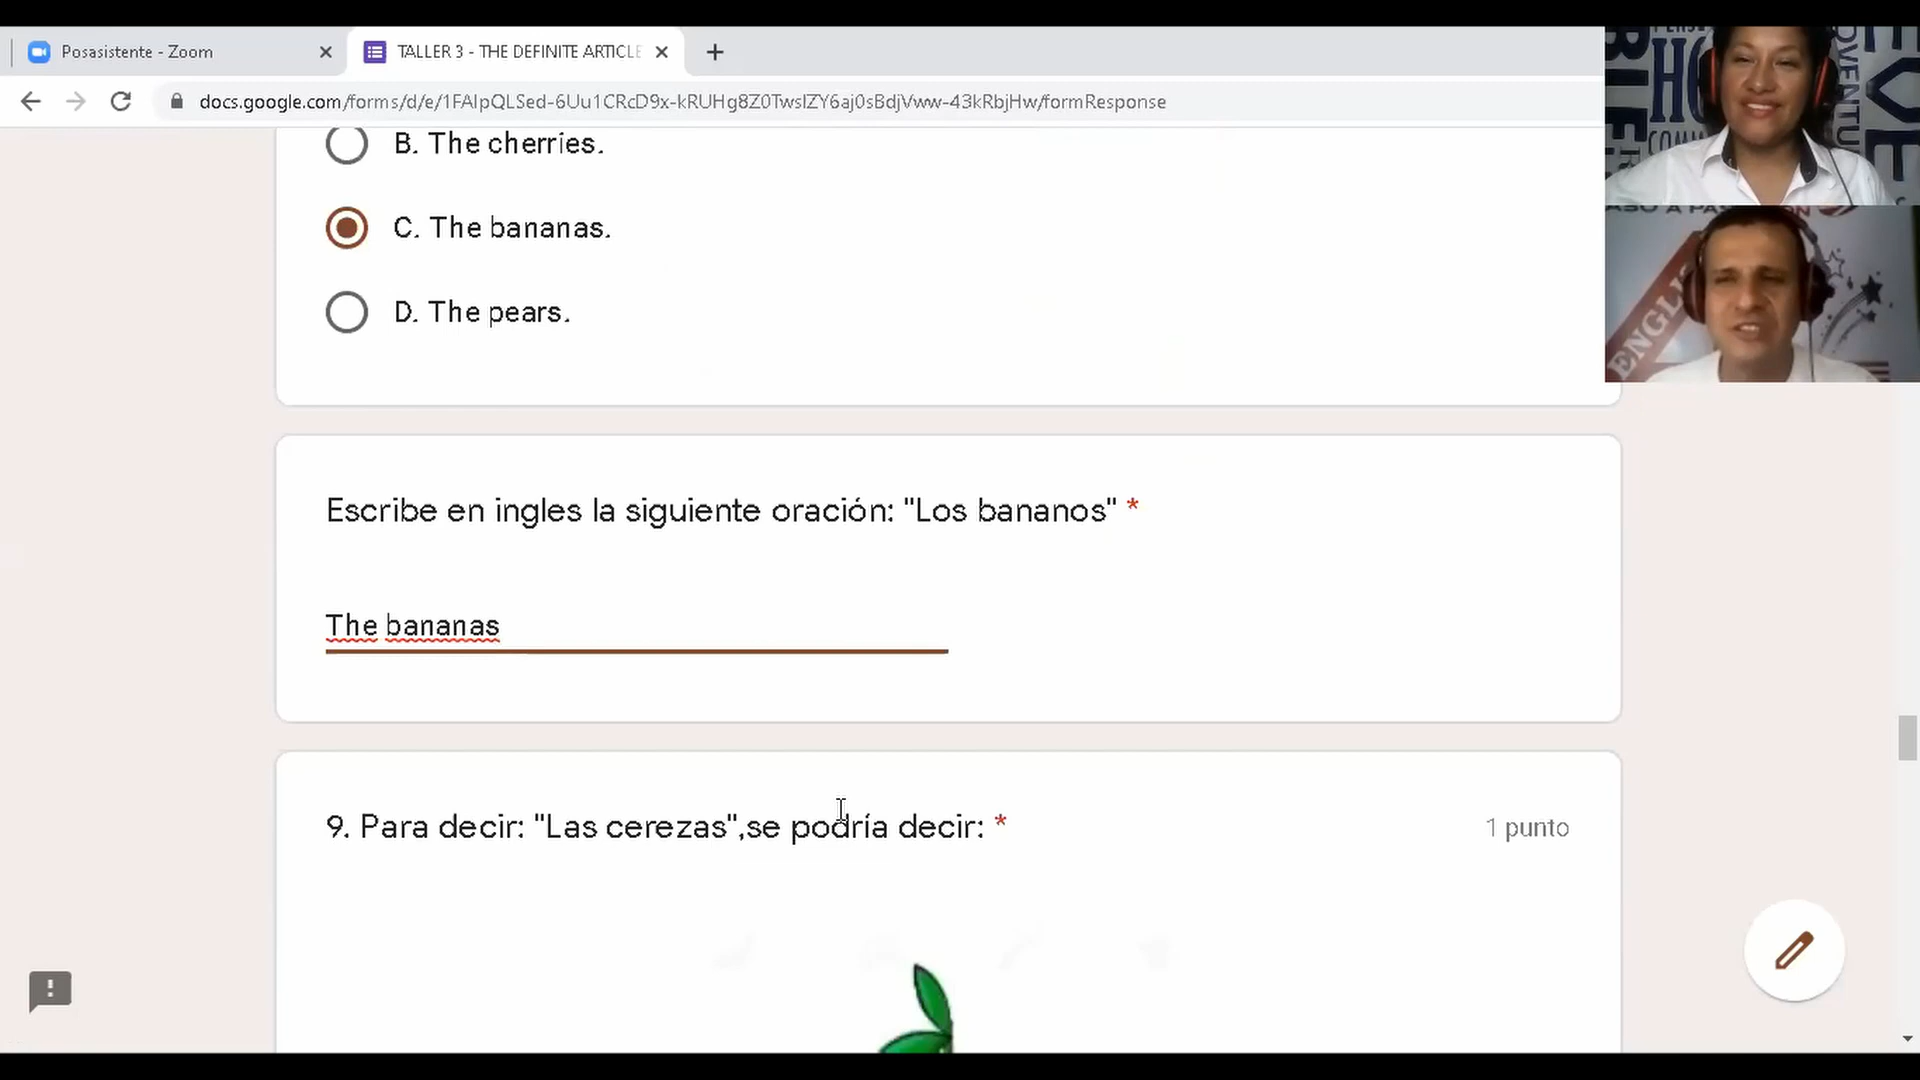 Posasistente - Zoom
TALLER 3 - THE DEFINITE ARTICLE
docs.google.com/forms/d/e/1FAIpQLSed-6Uu1CRcD9x-kRUHg8Z0TwsIZY6aj0sBdjVww-43kRbjHw/formResponse
B. The cherries.
C. The bananas.
D. The pears.
Escribe en ingles la siguiente oración: "Los bananos" *
The bananas
9. Para decir: "Las cerezas",se podría decir: *
1 punto
ENGLI